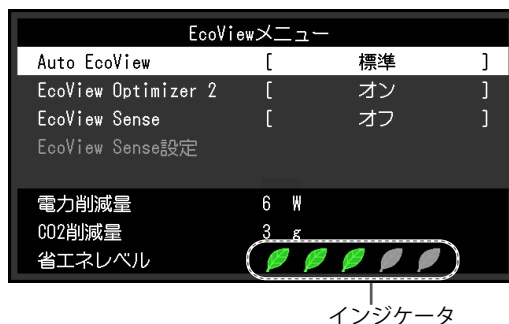 EcoViewメニュー
Auto EcoView [ 標準 ]
EcoView Optimizer 2 [ オン ]
EcoView Sense [ オフ ]
EcoView Sense設定
電力削減量 6 W
CO2削減量 3 g
省エネレベル
インジケータ